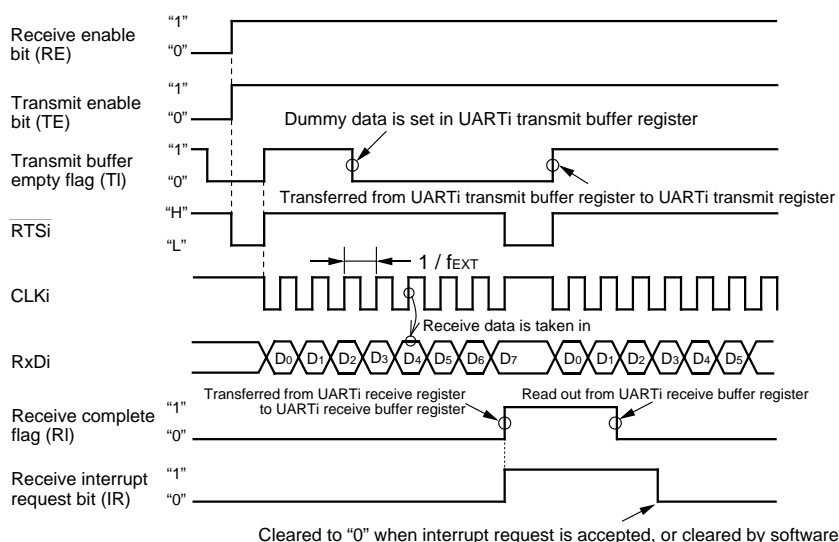 Receive enable
bit (RE)
“1”
“0”
Transmit enable
bit (TE)
“1”
“0”
Dummy data is set in UARTi transmit buffer register
Transmit buffer
empty flag (TI)
“1”
“0”
Transferred from UARTi transmit buffer register to UARTi transmit register
RTSi
“H”
“L”
1 / fEXT
CLKi
Receive data is taken in
RxDi
D0 D1 D2 D3 D4 D5 D6 D7 D0 D1 D2 D3 D4 D5
Transferred from UARTi receive register
to UARTi receive buffer register
Read out from UARTi receive buffer register
Receive complete
flag (RI)
“1”
“0”
Receive interrupt
request bit (IR)
“1”
“0”
Cleared to “0” when interrupt request is accepted, or cleared by software